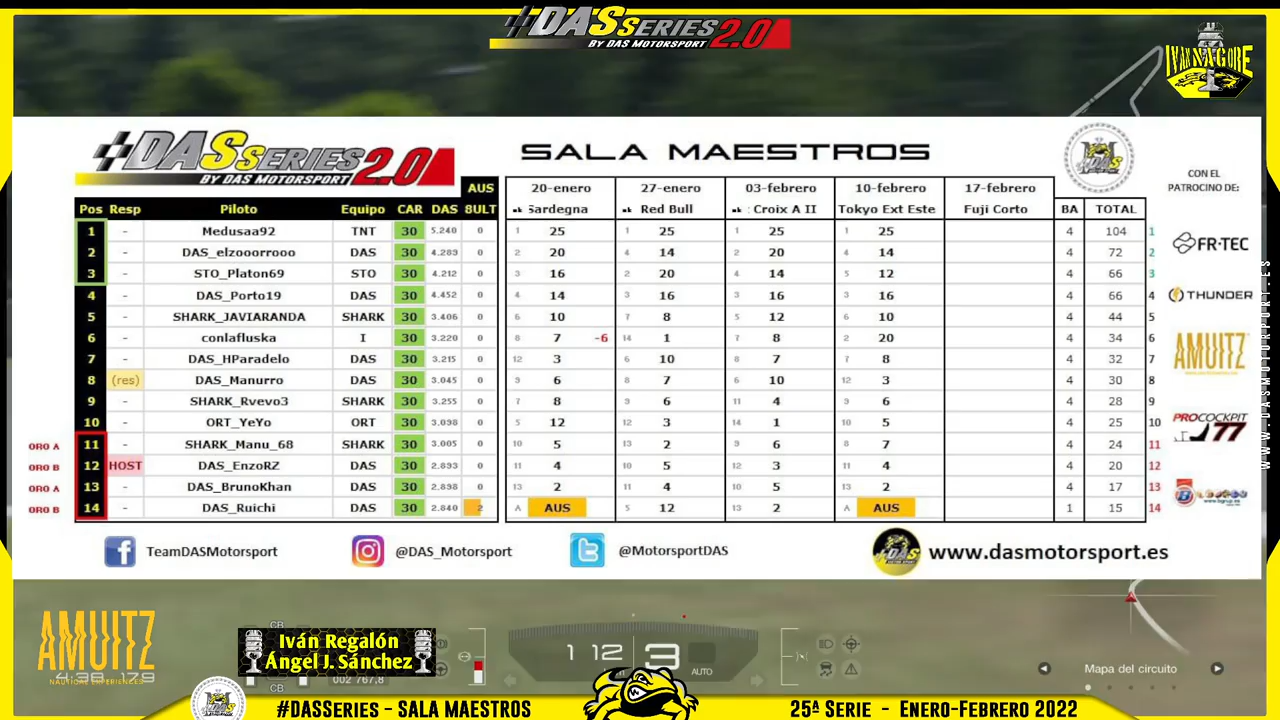 #DASSERIES 2.0
BY DAS MOTORSPORT
IVAN NAGORE
#DASSERIES 2.0
BY DAS MOTORSPORT
SALA MAESTROS
CON EL
PATROCINIO DE:
AUS 20-enero 27-enero 03-febrero 10-febrero 17-febrero
Pos Resp Piloto Equipo CAR DAS 8ULT Sardegna Red Bull : Croix A II Tokyo Ext Este Fuji Corto BA TOTAL
1 - Medusaa92 TNT 30 5.240 0 1 25 1 25 1 25 1 25 4 104 1
2 - DAS_elzooorrooo DAS 30 4.289 0 2 20 4 14 2 20 4 14 4 72 2
3 - STO_Platon69 STO 30 4.212 0 3 16 2 20 4 14 5 12 4 66 3
4 - DAS_Porto19 DAS 30 4.452 0 4 14 3 16 3 16 3 16 4 66 4
5 - SHARK_JAVIARANDA SHARK 30 3.406 0 6 10 7 8 5 12 6 10 4 44 5
6 - conlafluska I 30 3.220 0 8 7 -6 14 1 7 8 2 20 4 34 6
7 - DAS_HParadelo DAS 30 3.215 0 12 3 6 10 8 7 7 8 4 32 7
8 (res) DAS_Manurro DAS 30 3.045 0 9 6 8 7 6 10 12 3 4 30 8
9 - SHARK_Rvevo3 SHARK 30 3.255 0 7 8 9 6 11 4 9 6 4 28 9
10 - ORT_YeYo ORT 30 3.098 0 5 12 12 3 14 1 10 5 4 25 10
ORO A 11 - SHARK_Manu_68 SHARK 30 3.005 0 10 5 13 2 9 6 8 7 4 24 11
ORO B 12 HOST DAS_EnzoRZ DAS 30 2.893 0 11 4 10 5 12 3 11 4 4 20 12
ORO A 13 - DAS_BrunoKhan DAS 30 2.898 0 13 2 11 4 10 5 13 2 4 17 13
ORO B 14 - DAS_Ruichi DAS 30 2.840 2 A AUS 5 12 13 2 A AUS 1 15 14
FR·TEC
THUNDER
AMUITZ
PROCOCKPIT
J77
WWW.DASMOTORSPORT.ES
TeamDASMotorsport @DAS_Motorsport @MotorsportDAS www.dasmotorsport.es
AMUITZ
NAUTICAL EXPERIENCES
4:38.179
CB
Iván Regalón
Ángel J. Sánchez
CB
002 767,8
112 3
AUTO
Mapa del circuito
#DASSERIES - SALA MAESTROS
25ª SERIE - ENERO-FEBRERO 2022